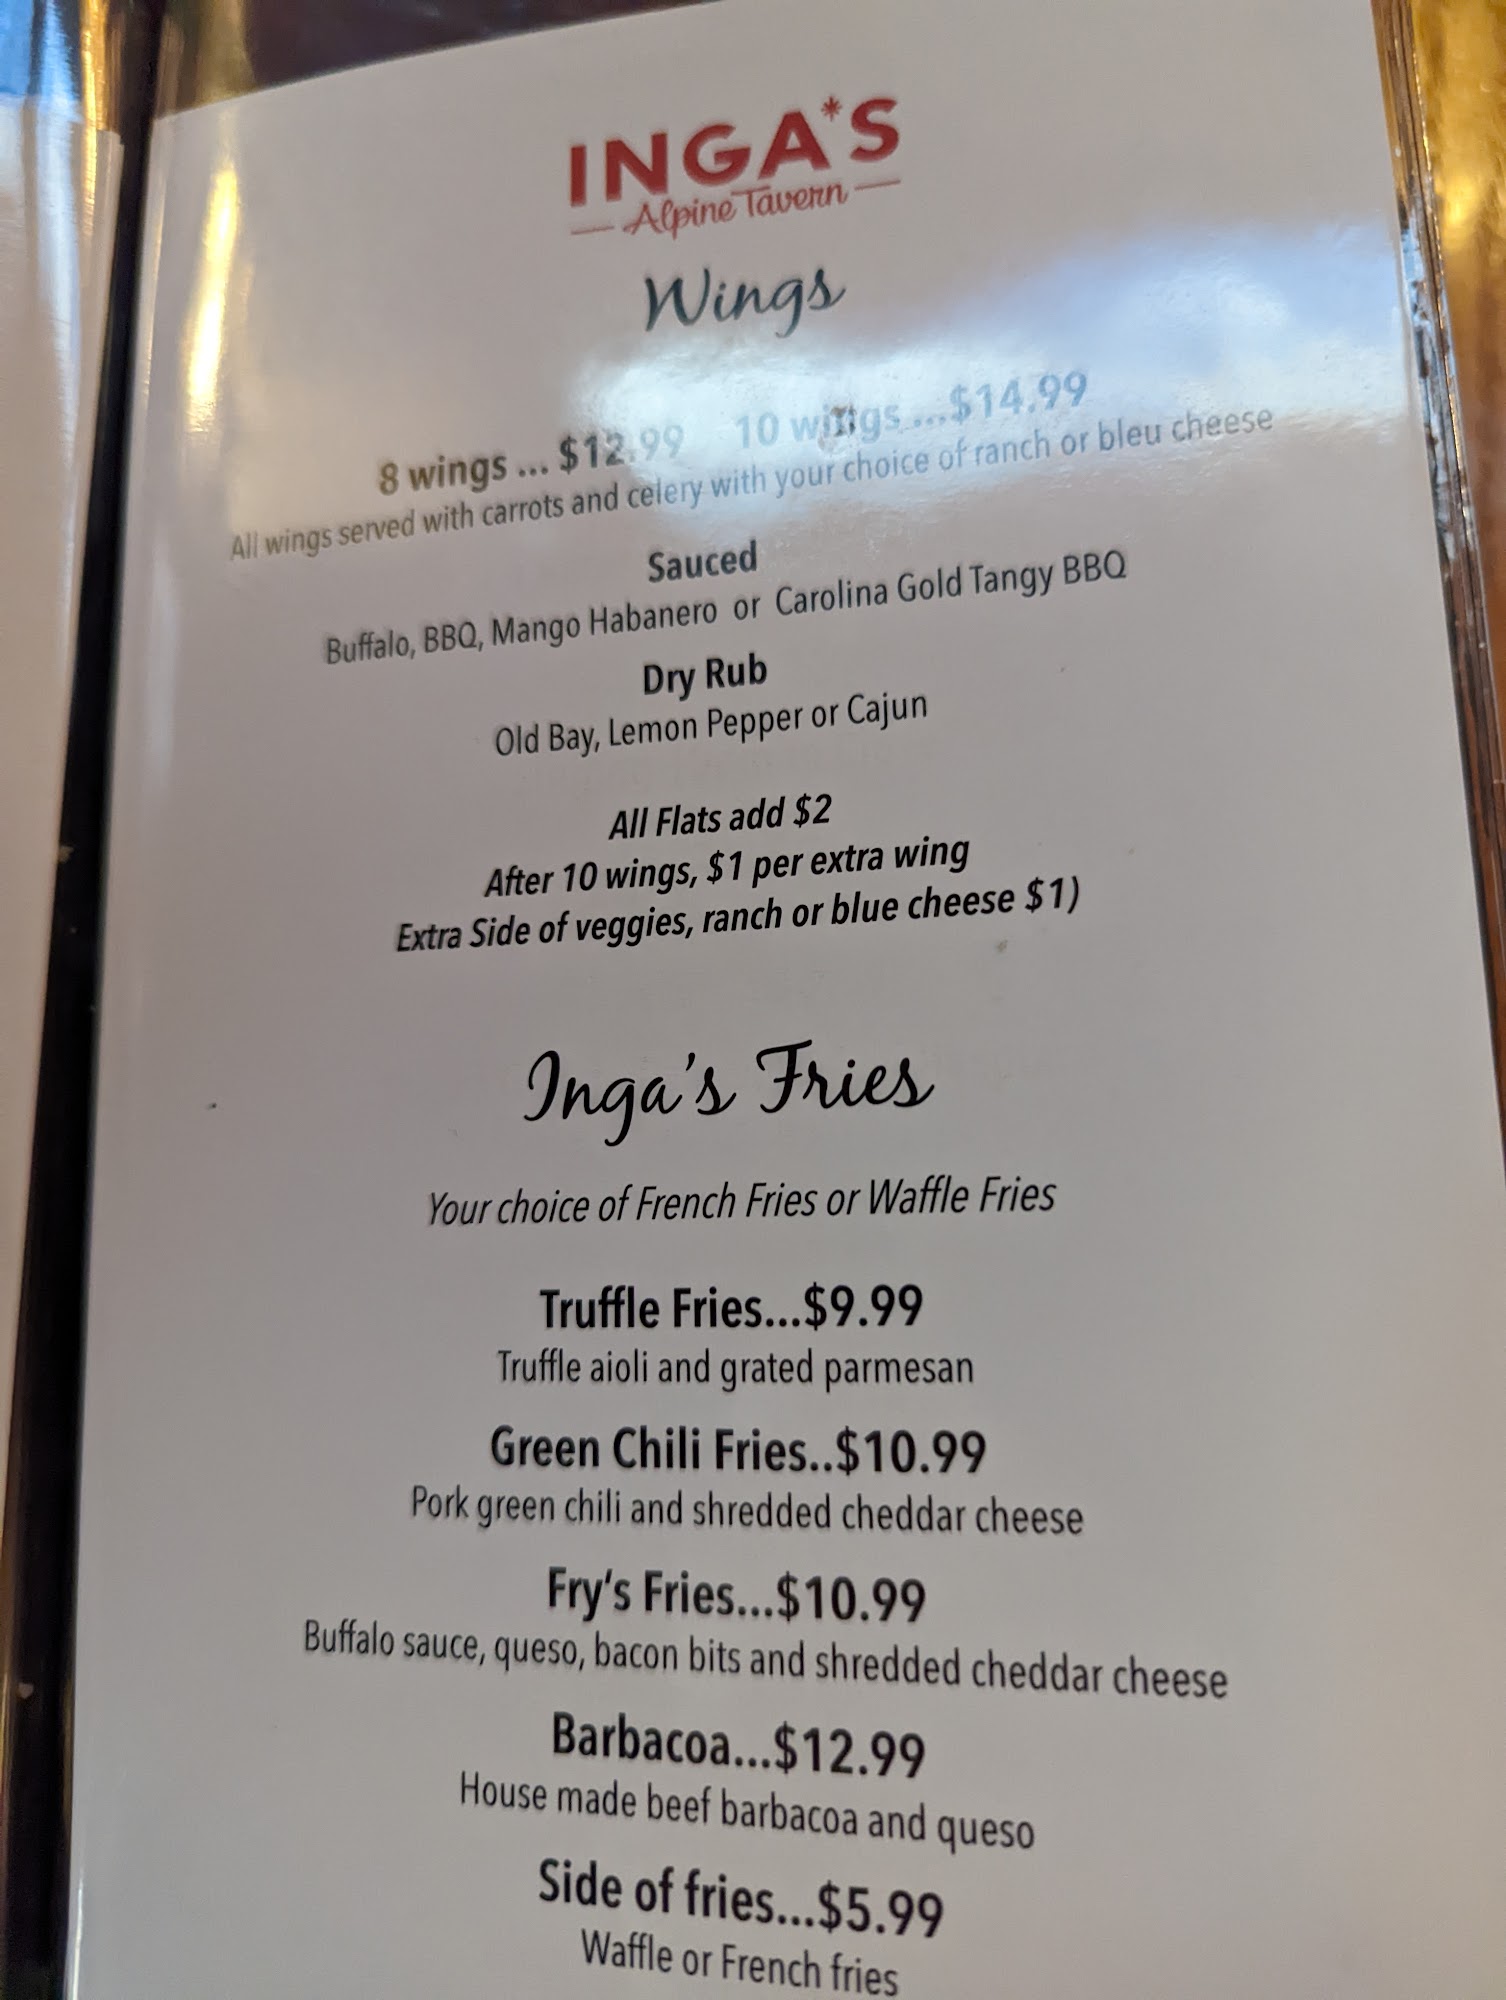 INGA*S
Alpine Tavern
Wings
8 wings ... $12.99 10 wings ...$14.99
All wings served with carrots and celery with your choice of ranch or bleu cheese
Sauced
Buffalo, BBQ, Mango Habanero or Carolina Gold Tangy BBQ
Dry Rub
Old Bay, Lemon Pepper or Cajun
All Flats add $2
After 10 wings, $1 per extra wing
Extra Side of veggies, ranch or blue cheese $1)
Inga's Fries
Your choice of French Fries or Waffle Fries
Truffle Fries...$9.99
Truffle aioli and grated parmesan
Green Chili Fries..$10.99
Pork green chili and shredded cheddar cheese
Fry's Fries...$10.99
Buffalo sauce, queso, bacon bits and shredded cheddar cheese
Barbacoa...$12.99
House made beef barbacoa and queso
Side of fries...$5.99
Waffle or French fries